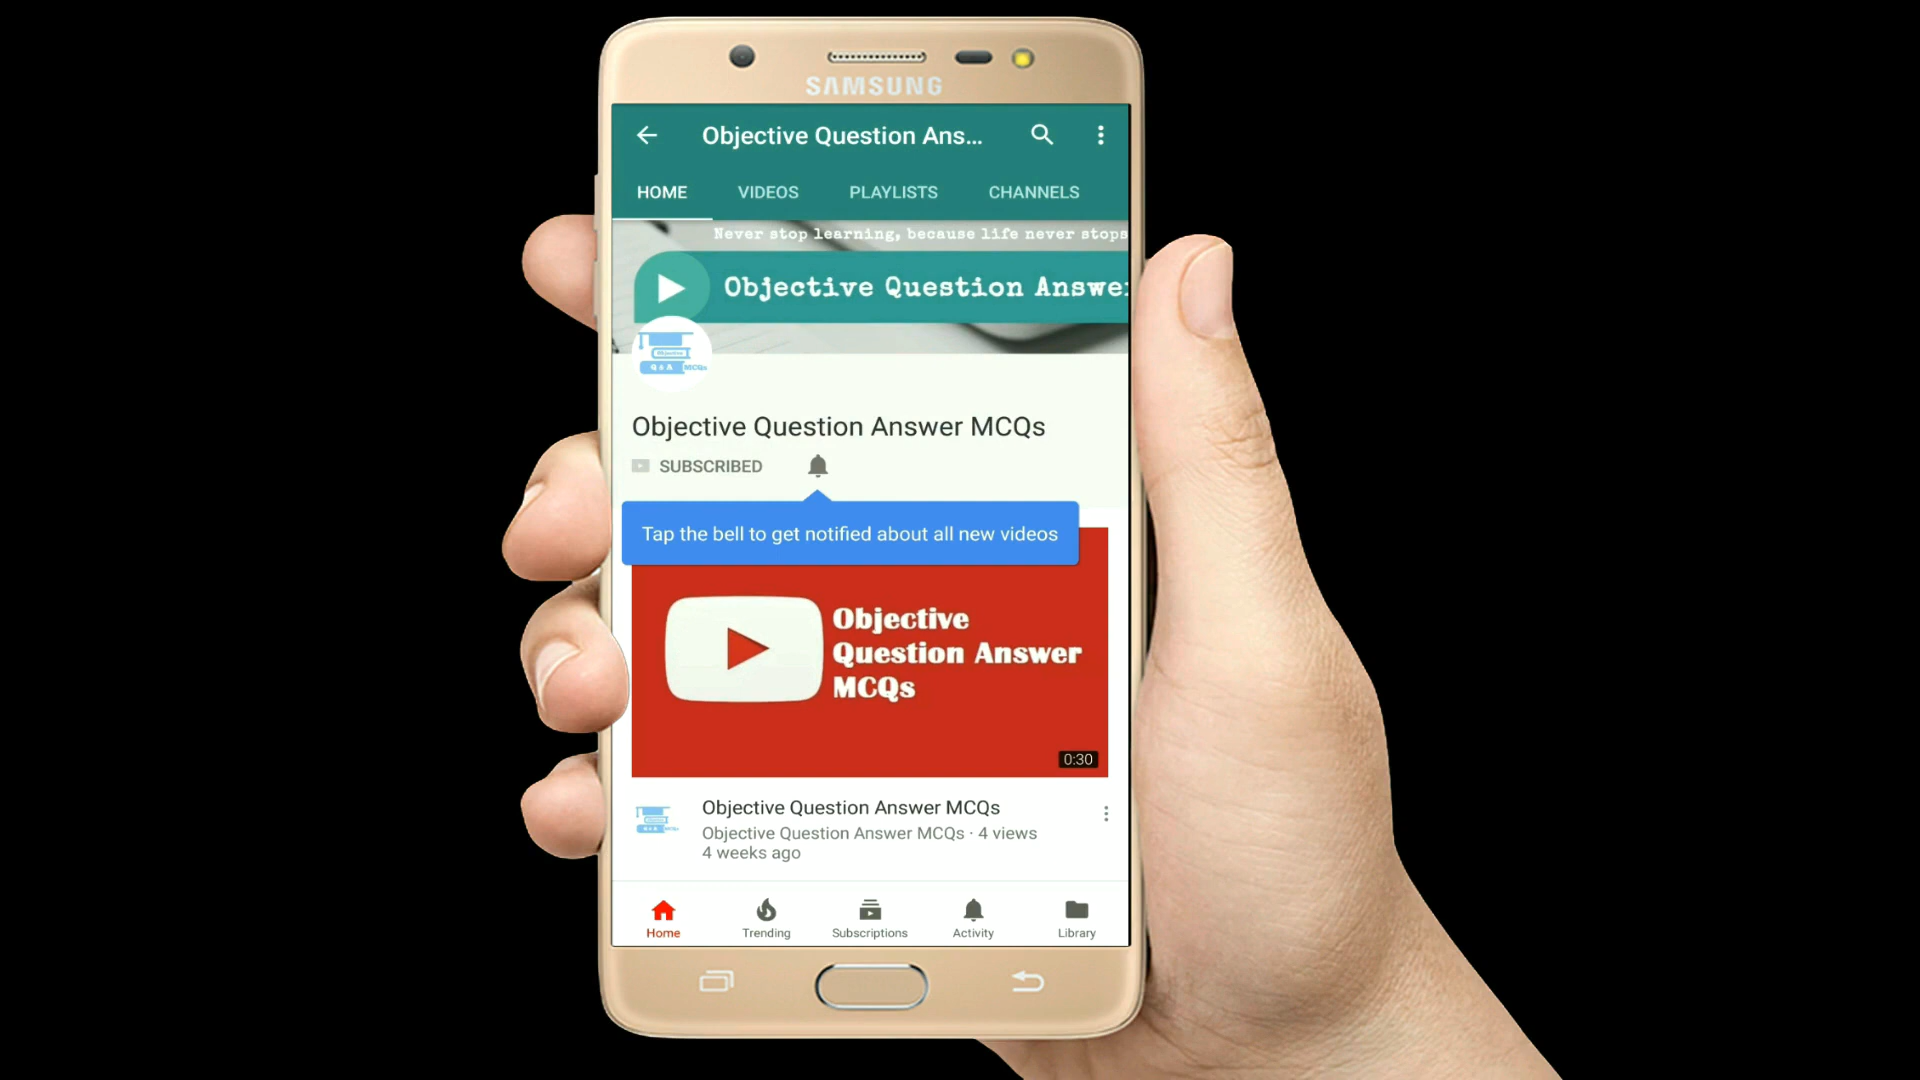 SAMSUNG
Objective Question Ans...
HOME VIDEOS PLAYLISTS CHANNELS
Never stop learning, because life never stops
Objective Question Answe
Objective
Q & A MCQs
Objective Question Answer MCQs
SUBSCRIBED
Tap the bell to get notified about all new videos
Objective
Question Answer
MCQs
0:30
Objective Question Answer MCQs
Objective Question Answer MCQs · 4 views
4 weeks ago
Home Trending Subscriptions Activity Library